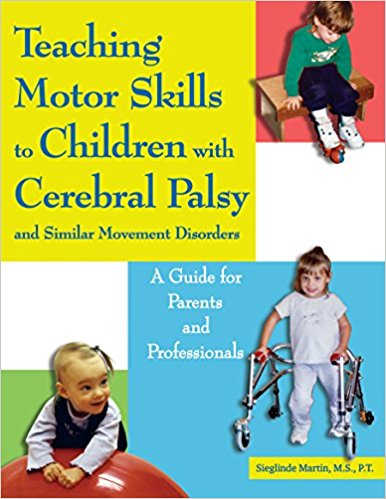 Teaching
Motor Skills
to Children with
Cerebral Palsy
and Similar Movement Disorders
A Guide for
Parents
and
Professionals
Sieglinde Martin, M.S., P.T.